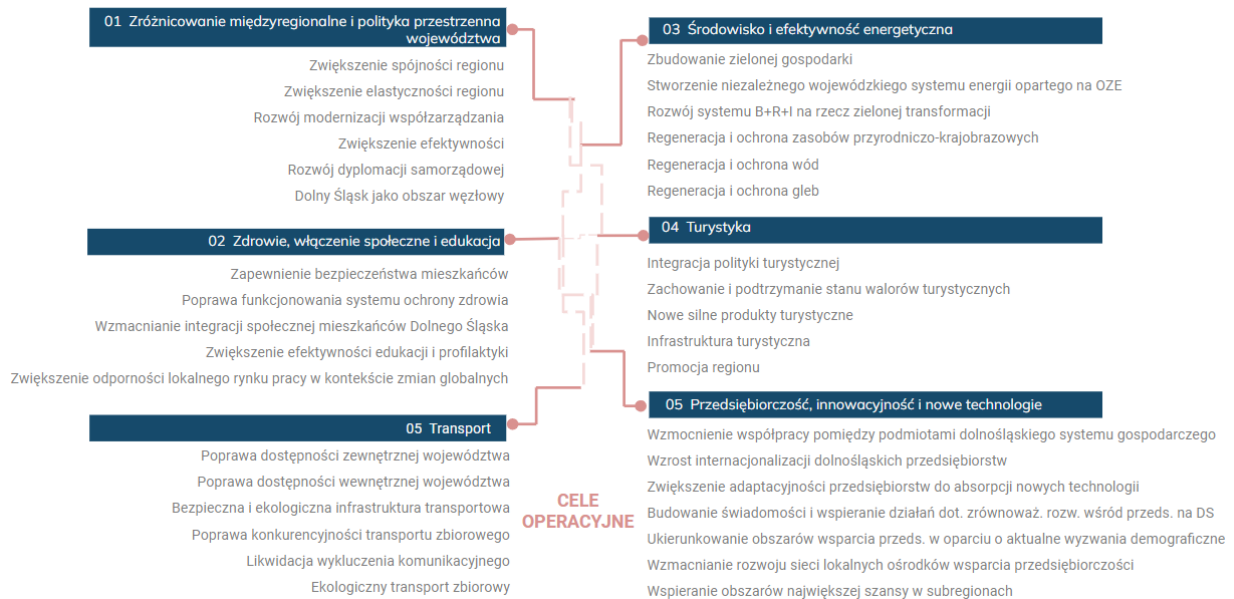 01 Zróżnicowanie międzyregionalne i polityka przestrzenna
województwa
Zwiększenie spójności regionu
Zwiększenie elastyczności regionu
Rozwój modernizacji współzarządzania
Zwiększenie efektywności
Rozwój dyplomacji samorządowej
Dolny Śląsk jako obszar węzłowy
02 Zdrowie, włączenie społeczne i edukacja
Zapewnienie bezpieczeństwa mieszkańców
Poprawa funkcjonowania systemu ochrony zdrowia
Wzmacnianie integracji społecznej mieszkańców Dolnego Śląska
Zwiększenie efektywności edukacji i profilaktyki
Zwiększenie odporności lokalnego rynku pracy w kontekście zmian globalnych
05 Transport
Poprawa dostępności zewnętrznej województwa
Poprawa dostępności wewnętrznej województwa
Bezpieczna i ekologiczna infrastruktura transportowa
Poprawa konkurencyjności transportu zbiorowego
Likwidacja wykluczenia komunikacyjnego
Ekologiczny transport zbiorowy
CELE
OPERACYJNE
03 Środowisko i efektywność energetyczna
Zbudowanie zielonej gospodarki
Stworzenie niezależnego wojewódzkiego systemu energii opartego na OZE
Rozwój systemu B+R+I na rzecz zielonej transformacji
Regeneracja i ochrona zasobów przyrodniczo-krajobrazowych
Regeneracja i ochrona wód
Regeneracja i ochrona gleb
04 Turystyka
Integracja polityki turystycznej
Zachowanie i podtrzymanie stanu walorów turystycznych
Nowe silne produkty turystyczne
Infrastruktura turystyczna
Promocja regionu
05 Przedsiębiorczość, innowacyjność i nowe technologie
Wzmocnienie współpracy pomiędzy podmiotami dolnośląskiego systemu gospodarczego
Wzrost internacjonalizacji dolnośląskich przedsiębiorstw
Zwiększenie adaptacyjności przedsiębiorstw do absorpcji nowych technologii
Budowanie świadomości i wspieranie działań dot. zrównoważ. rozw. wśród przeds. na DS
Ukierunkowanie obszarów wsparcia przeds. w oparciu o aktualne wyzwania demograficzne
Wzmacnianie rozwoju sieci lokalnych ośrodków wsparcia przedsiębiorczości
Wspieranie obszarów największej szansy w subregionach